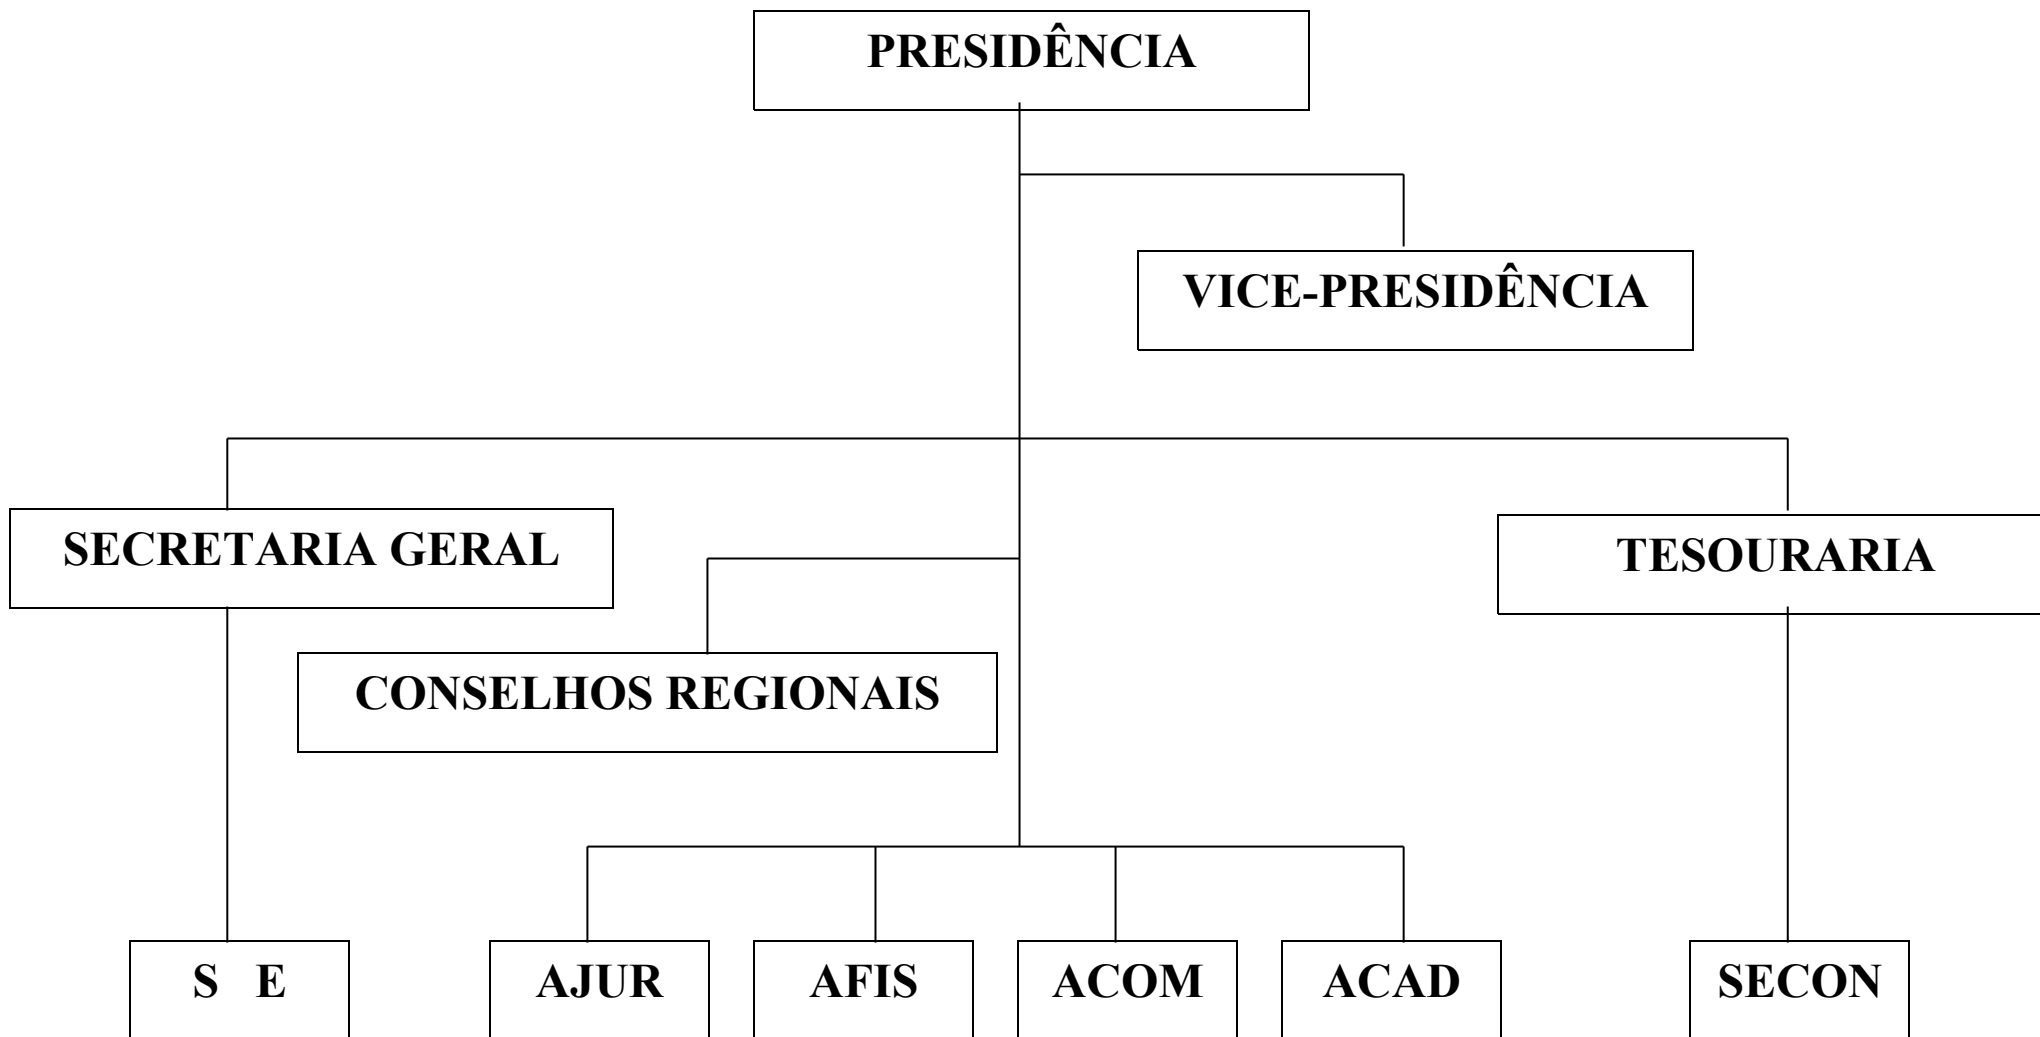 PRESIDÊNCIA
VICE-PRESIDÊNCIA
SECRETARIA GERAL
TESOURARIA
CONSELHOS REGIONAIS
S E
AJUR
AFIS
ACOM
ACAD
SECON